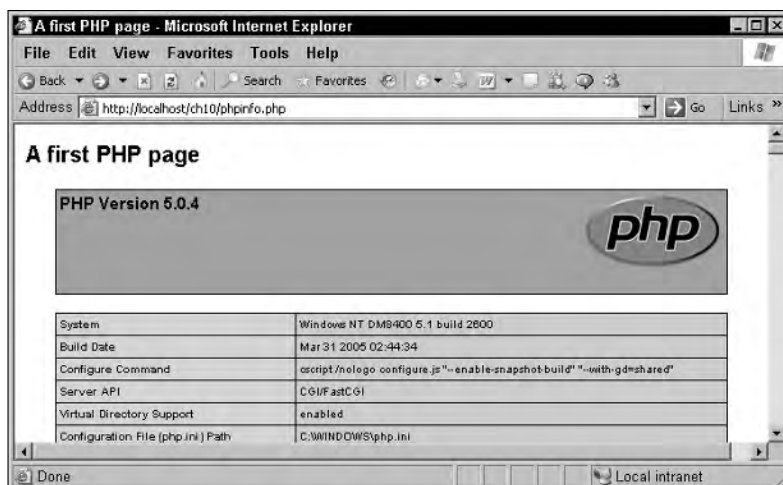 A first PHP page - Microsoft Internet Explorer
File Edit View Favorites Tools Help
Back Search Favorites
Address http://localhost/ch10/phpinfo.php Go Links »
A first PHP page
PHP Version 5.0.4
php
System Windows NT DM8400 5.1 build 2600
Build Date Mar 31 2005 02:44:34
Configure Command cscript /nologo configure.js "--enable-snapshot-build" "--with-gd=shared"
Server API CGI/FastCGI
Virtual Directory Support enabled
Configuration File (php.ini) Path C:\WINDOWS\php.ini
Done Local intranet